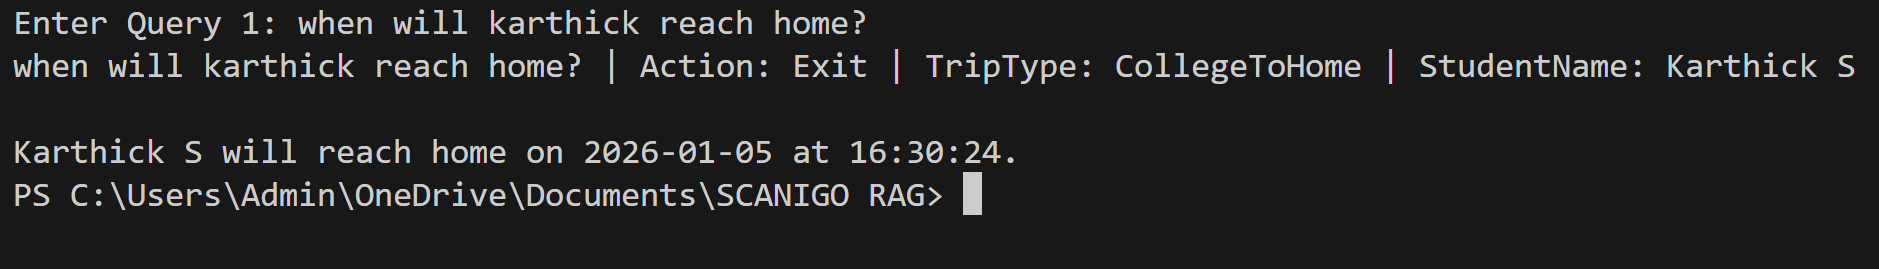 Enter Query 1: when will karthick reach home?
when will karthick reach home? | Action: Exit | TripType: CollegeToHome | StudentName: Karthick S
Karthick S will reach home on 2026-01-05 at 16:30:24.
PS C:\Users\Admin\OneDrive\Documents\SCANIGO RAG>